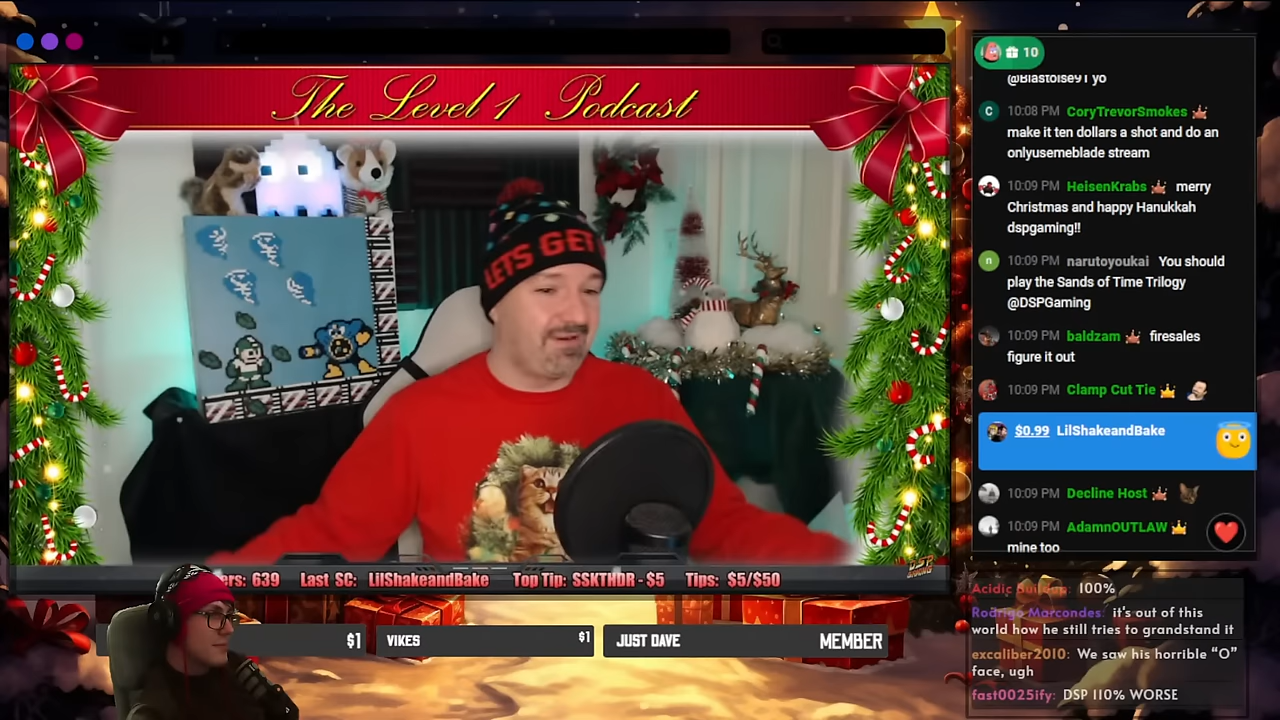 The Level 1 Podcast
LETS GET
10
@Blastoise91 yo
C
10:08 PM CoryTrevorSmokes
make it ten dollars a shot and do an
onlyusemeblade stream
10:09 PM HeisenKrabs merry
Christmas and happy Hanukkah
dspgaming!!
n
10:09 PM narutoyoukai You should
play the Sands of Time Trilogy
@DSPGaming
10:09 PM baldzam firesales
figure it out
10:09 PM Clamp Cut Tie
$0.99 LilShakeandBake
10:09 PM Decline Host
10:09 PM AdamnOUTLAW
mine too
ers: 639 Last SC: LilShakeandBake Top Tip: SSKTHDR - $5 Tips: $5/$50
DSP
GAMING
$1
VIKES $1
JUST DAVE MEMBER
Acidic Buildup: 100%
Rodrigo Marcondes: it's out of this
world how he still tries to grandstand it
excaliber2010: We saw his horrible “O”
face, ugh
fast0025ify: DSP 110% WORSE